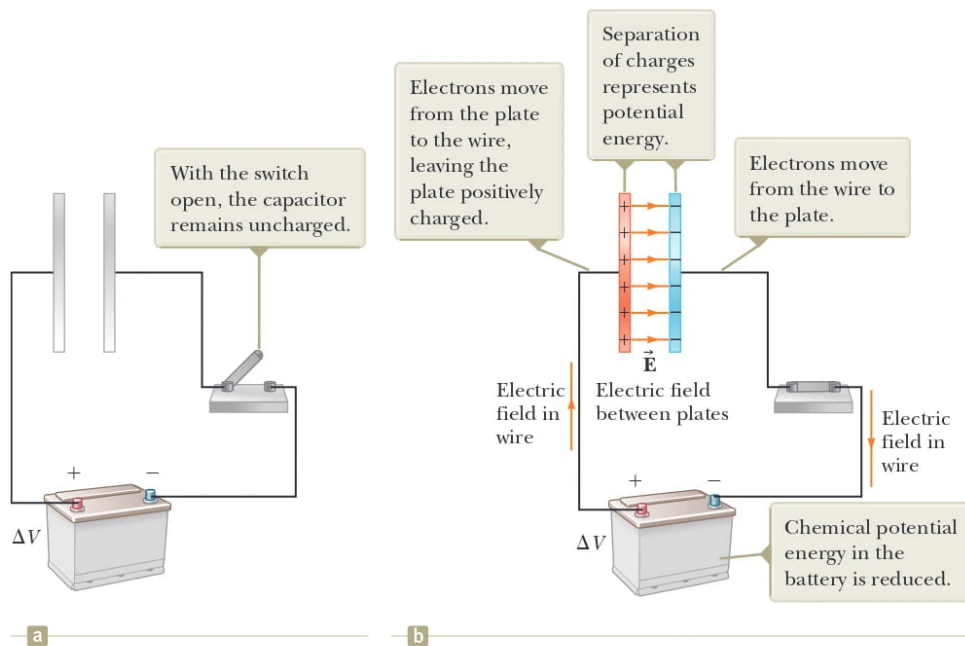 With the switch
open, the capacitor
remains uncharged.
+ −
ΔV
a
Electrons move
from the plate
to the wire,
leaving the
plate positively
charged.
Separation
of charges
represents
potential
energy.
Electrons move
from the wire to
the plate.
+ −
+ −
+ −
+ −
+ −
+ −
E⃗
Electric field
between plates
Electric
field in
wire
Electric
field in
wire
+ −
ΔV
Chemical potential
energy in the
battery is reduced.
b